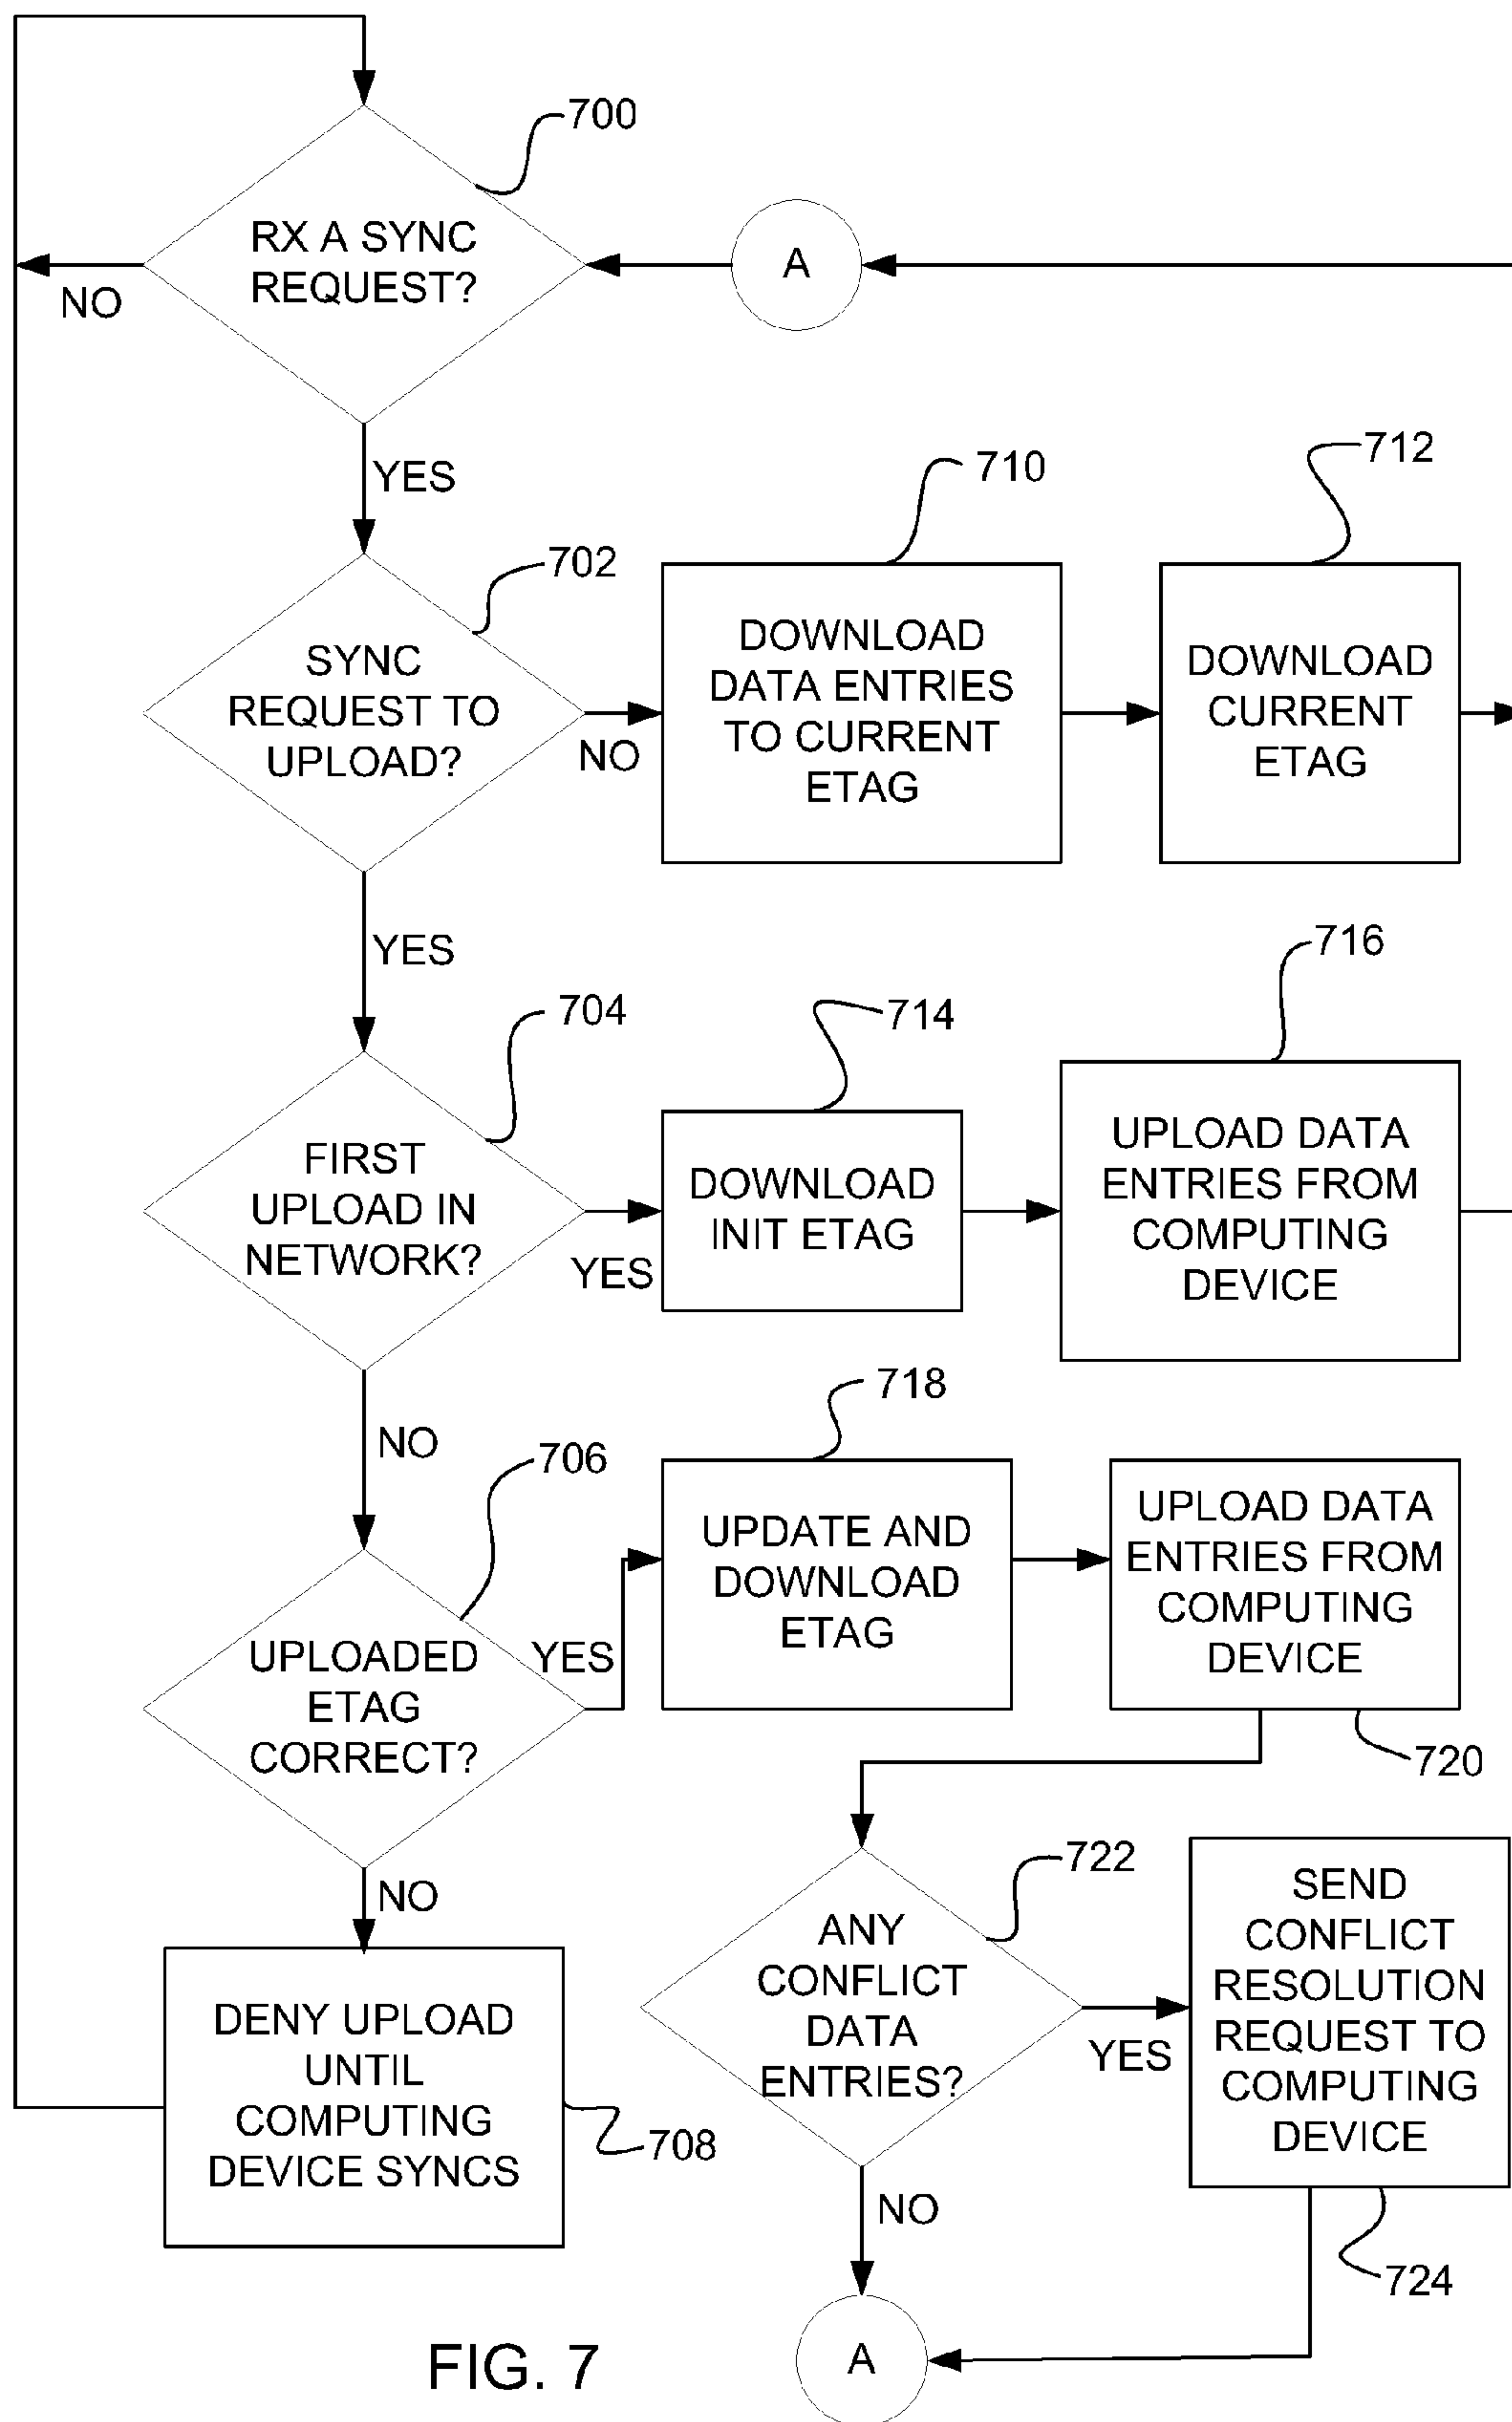 700
RX A SYNC
REQUEST?
A
NO
YES
702
SYNC
REQUEST TO
UPLOAD?
NO
710
DOWNLOAD
DATA ENTRIES
TO CURRENT
ETAG
712
DOWNLOAD
CURRENT
ETAG
YES
704
FIRST
UPLOAD IN
NETWORK?
YES
714
DOWNLOAD
INIT ETAG
716
UPLOAD DATA
ENTRIES FROM
COMPUTING
DEVICE
NO
706
UPLOADED
ETAG
CORRECT?
YES
718
UPDATE AND
DOWNLOAD
ETAG
UPLOAD DATA
ENTRIES FROM
COMPUTING
DEVICE
720
NO
DENY UPLOAD
UNTIL
COMPUTING
DEVICE SYNCS
708
722
ANY
CONFLICT
DATA
ENTRIES?
YES
SEND
CONFLICT
RESOLUTION
REQUEST TO
COMPUTING
DEVICE
724
NO
A
FIG. 7